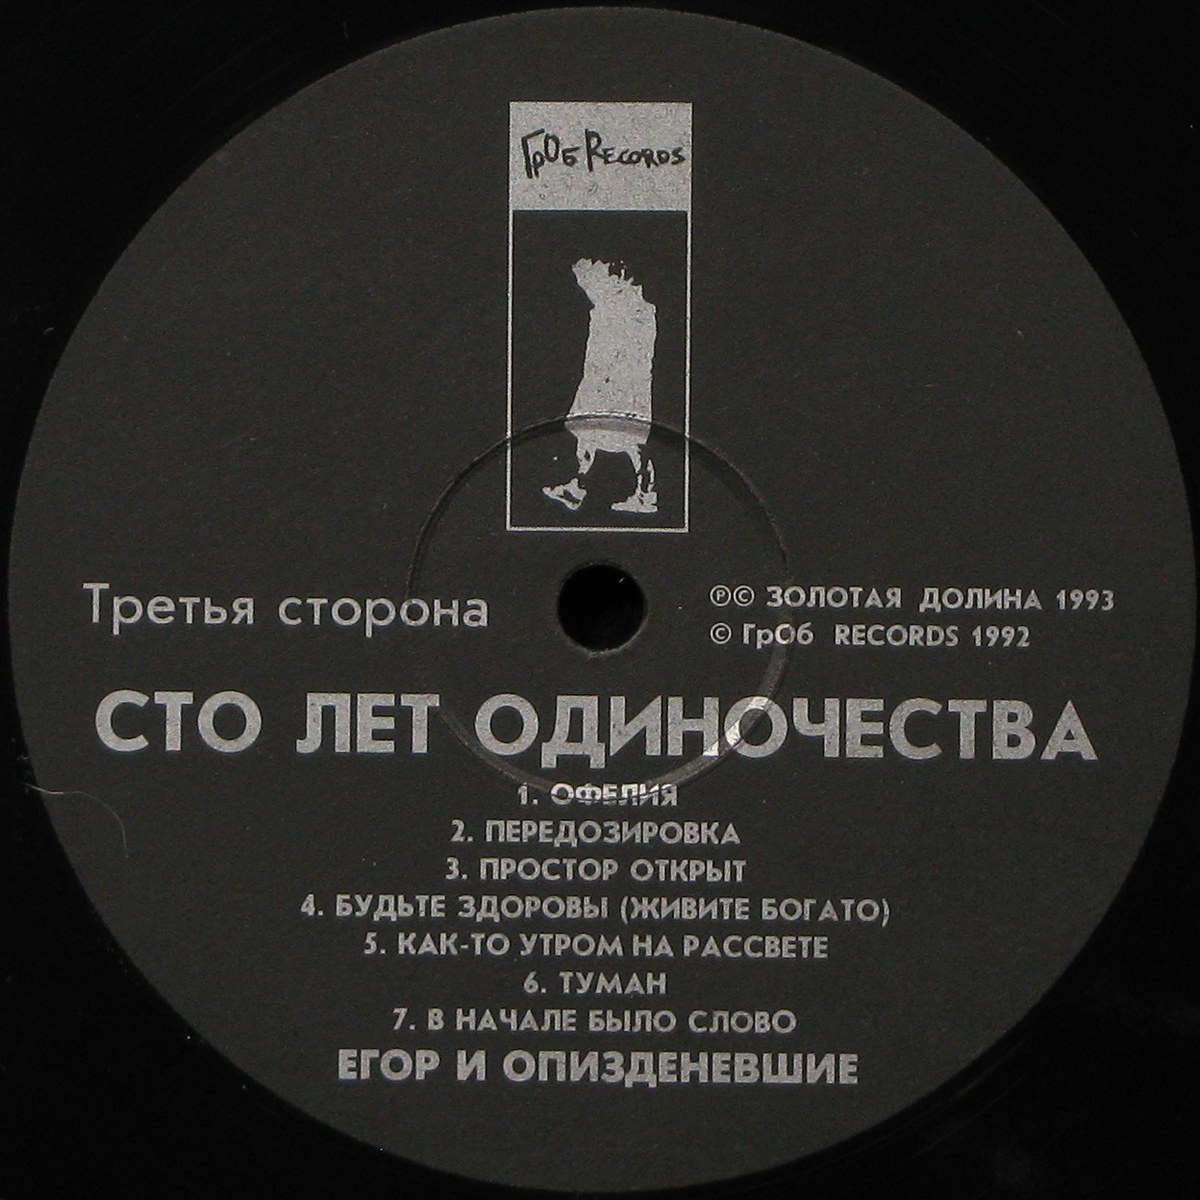 ГрОб Records
Третья сторона
℗© ЗОЛОТАЯ ДОЛИНА 1993
© ГрОб RECORDS 1992
СТО ЛЕТ ОДИНОЧЕСТВА
1. ОФЕЛИЯ
2. ПЕРЕДОЗИРОВКА
3. ПРОСТОР ОТКРЫТ
4. БУДЬТЕ ЗДОРОВЫ (ЖИВИТЕ БОГАТО)
5. КАК-ТО УТРОМ НА РАССВЕТЕ
6. ТУМАН
7. В НАЧАЛЕ БЫЛО СЛОВО
ЕГОР И ОПИЗДЕНЕВШИЕ